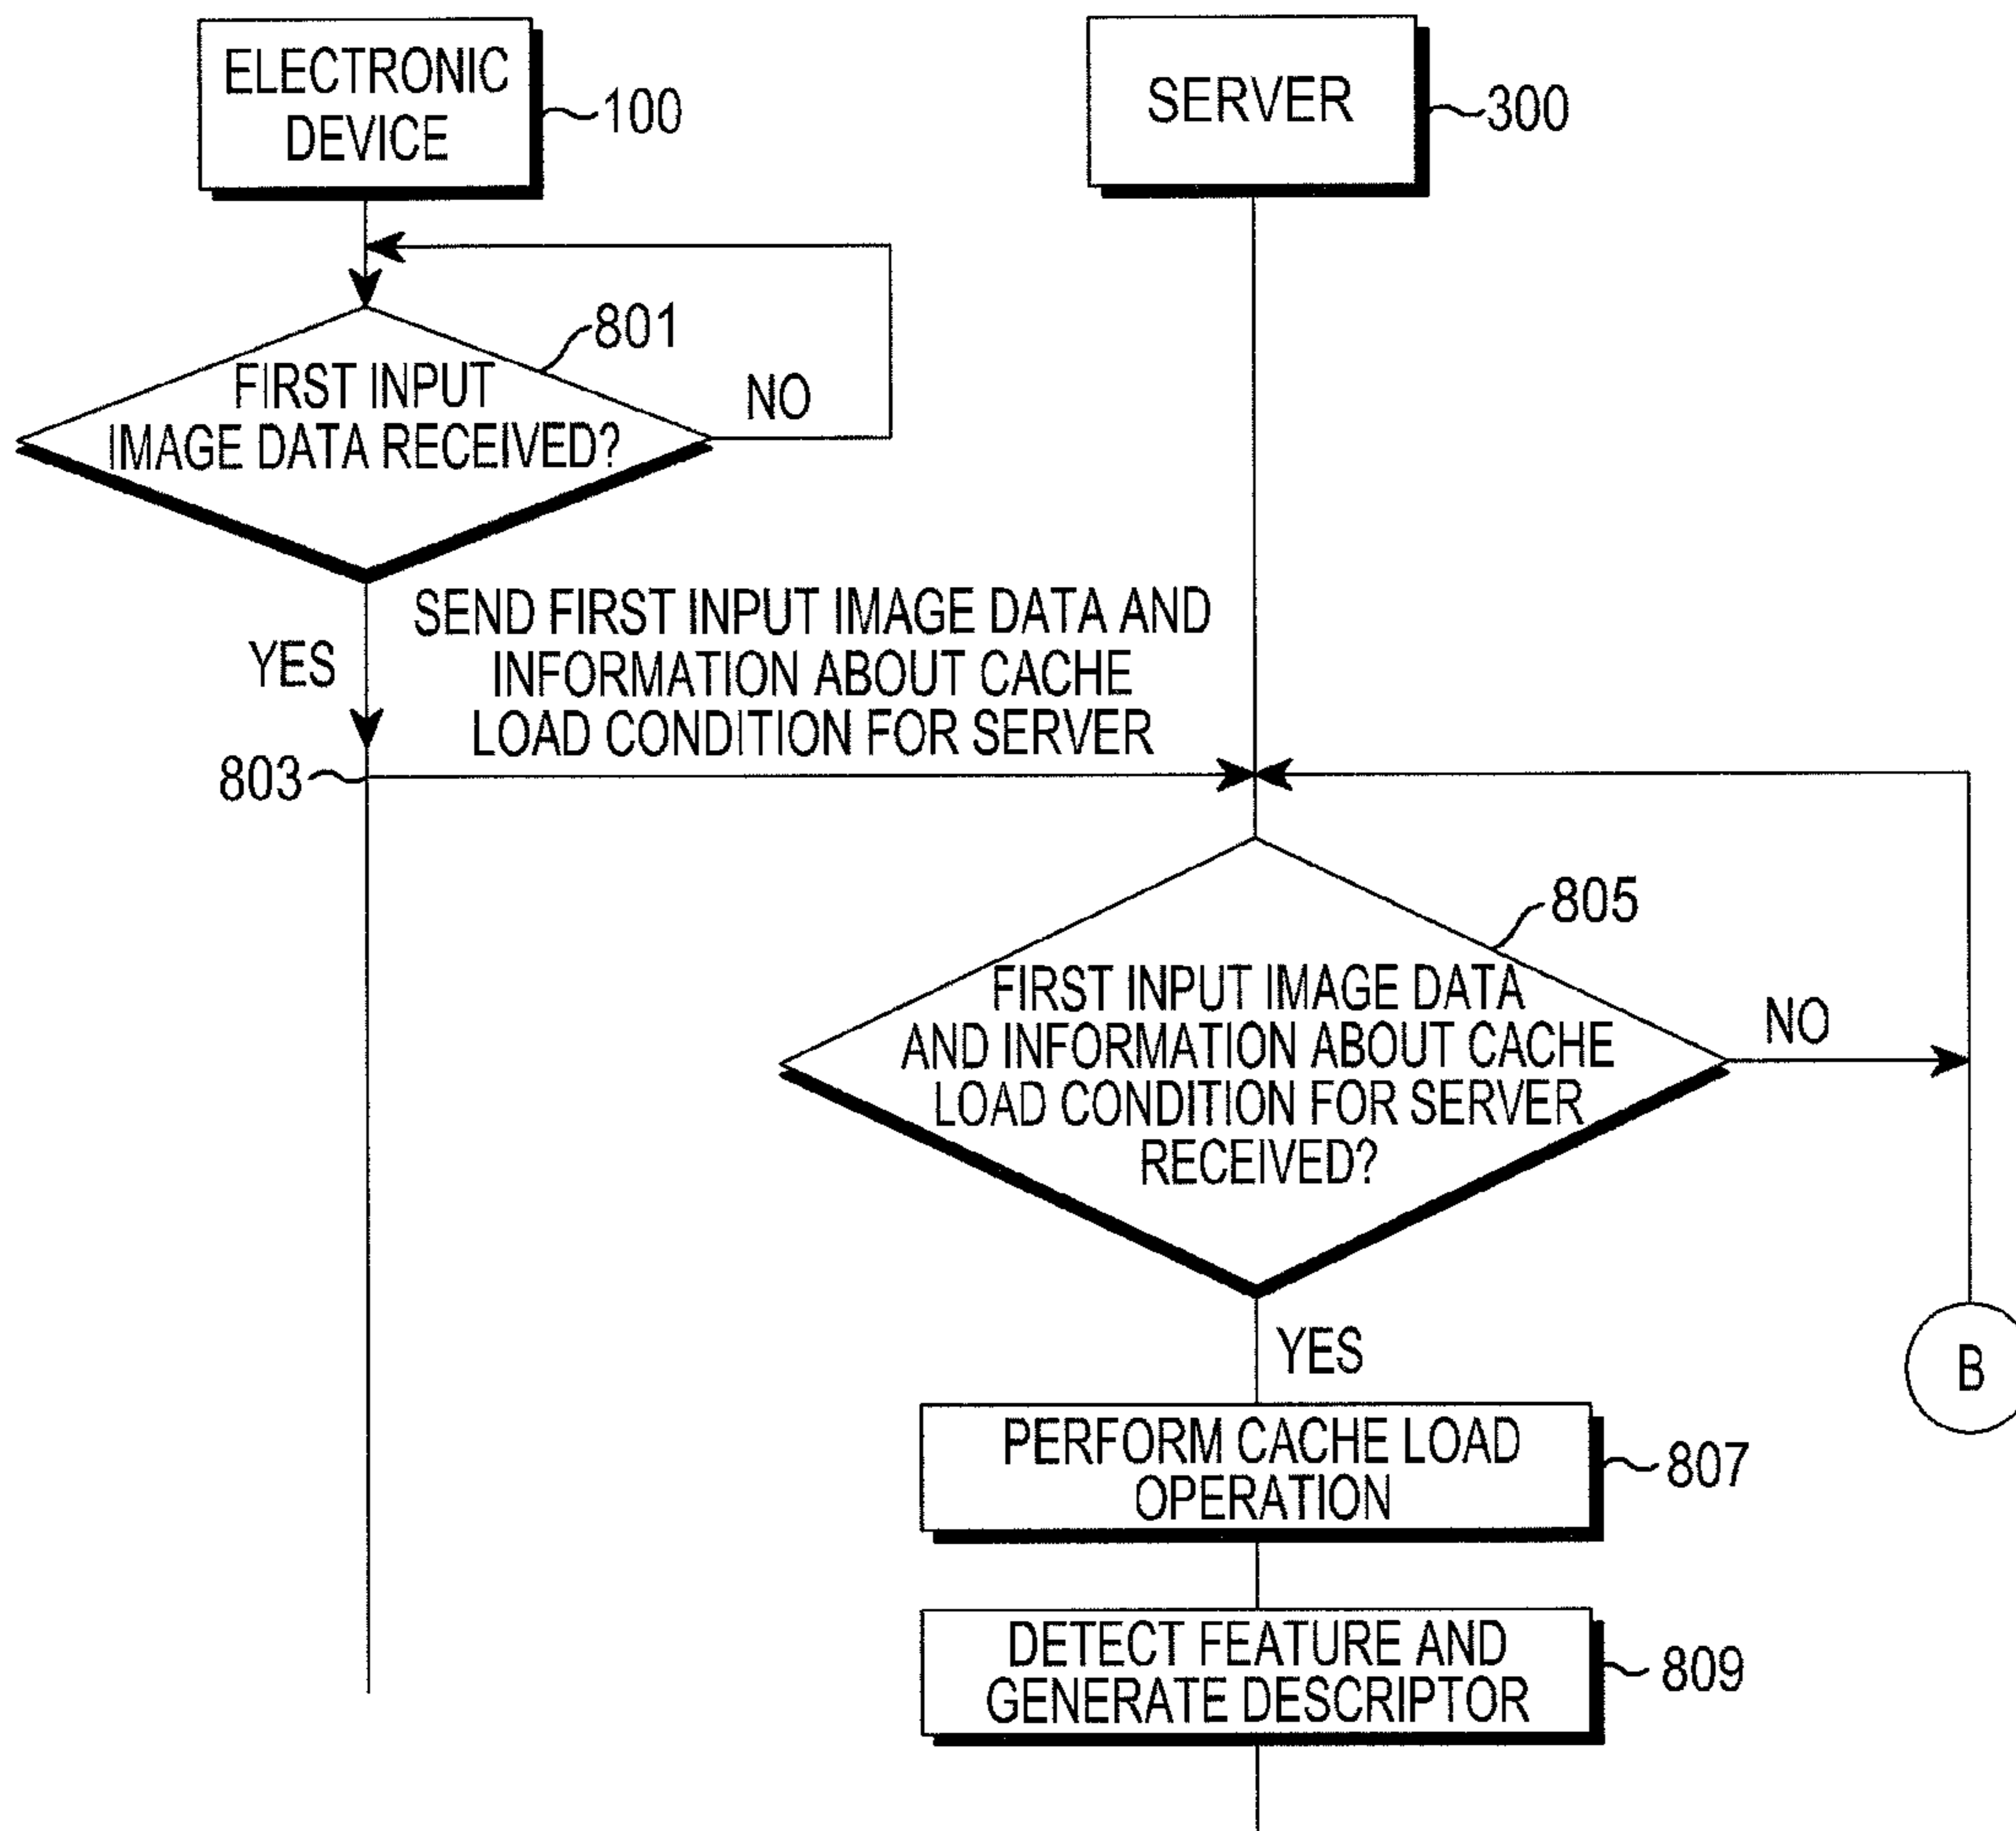 ELECTRONIC
DEVICE
100
SERVER
300
801
FIRST INPUT
IMAGE DATA RECEIVED?
NO
YES
SEND FIRST INPUT IMAGE DATA AND
INFORMATION ABOUT CACHE
LOAD CONDITION FOR SERVER
803
805
FIRST INPUT IMAGE DATA
AND INFORMATION ABOUT CACHE
LOAD CONDITION FOR SERVER
RECEIVED?
NO
YES
B
PERFORM CACHE LOAD
OPERATION
807
DETECT FEATURE AND
GENERATE DESCRIPTOR
809